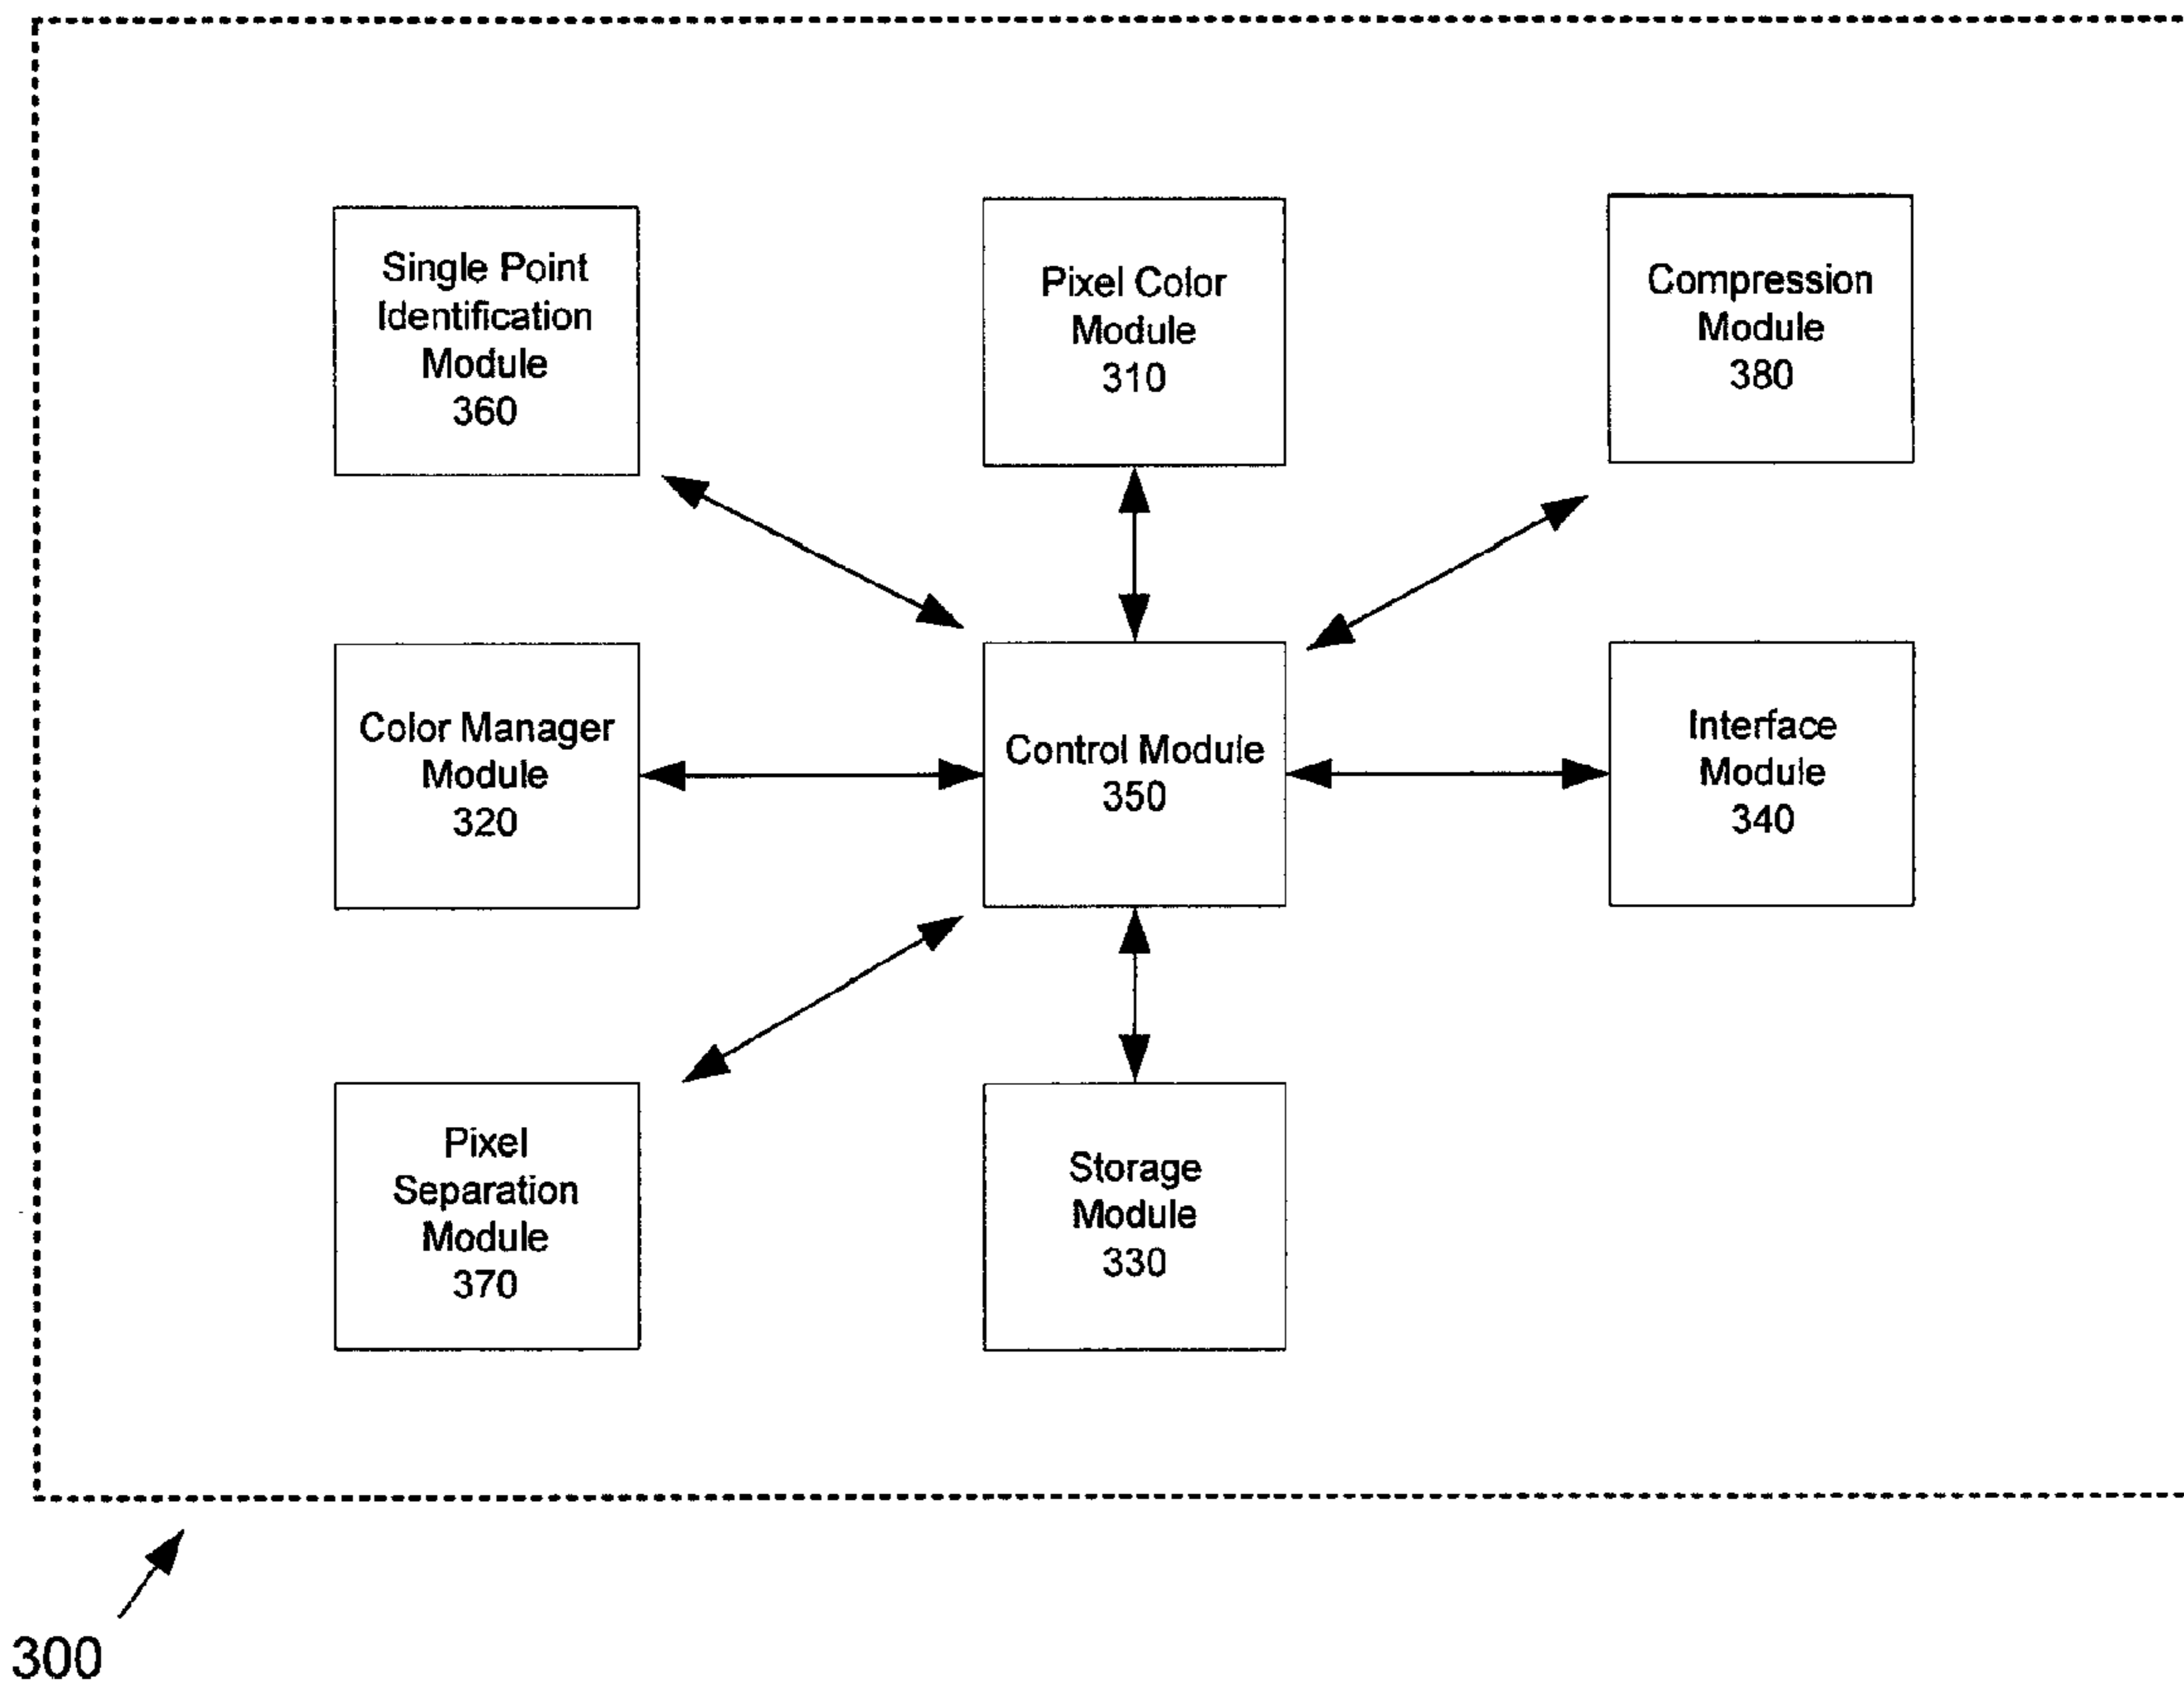 Single Point
Identification
Module
360
Pixel Color
Module
310
Compression
Module
380
Color Manager
Module
320
Control Module
350
Interface
Module
340
Pixel
Separation
Module
370
Storage
Module
330
300